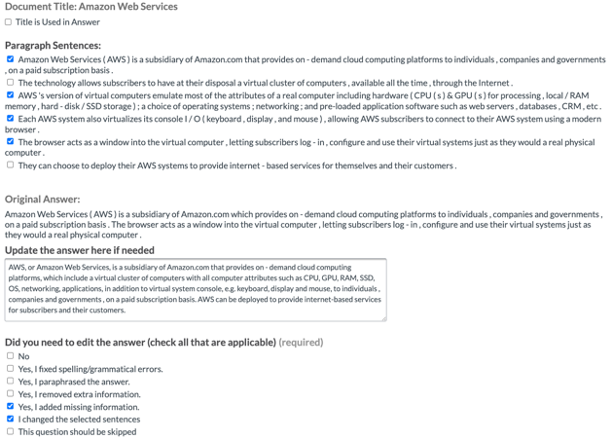 Document Title: Amazon Web Services
Title is Used in Answer
Paragraph Sentences:
Amazon Web Services ( AWS ) is a subsidiary of Amazon.com that provides on - demand cloud computing platforms to individuals , companies and governments
, on a paid subscription basis .
The technology allows subscribers to have at their disposal a virtual cluster of computers , available all the time , through the Internet .
AWS 's version of virtual computers emulate most of the attributes of a real computer including hardware ( CPU ( s ) & GPU ( s ) for processing , local / RAM
memory , hard - disk / SSD storage ) ; a choice of operating systems ; networking ; and pre-loaded application software such as web servers , databases , CRM , etc .
Each AWS system also virtualizes its console I / O ( keyboard , display , and mouse ) , allowing AWS subscribers to connect to their AWS system using a modern
browser .
The browser acts as a window into the virtual computer , letting subscribers log - in , configure and use their virtual systems just as they would a real physical
computer .
They can choose to deploy their AWS systems to provide internet - based services for themselves and their customers .
Original Answer:
Amazon Web Services ( AWS ) is a subsidiary of Amazon.com which provides on - demand cloud computing platforms to individuals , companies and governments ,
on a paid subscription basis . The browser acts as a window into the virtual computer , letting subscribers log - in , configure and use their virtual systems just as
they would a real physical computer .
Update the answer here if needed
AWS, or Amazon Web Services, is a subsidiary of Amazon.com that provides on - demand cloud computing
platforms, which include a virtual cluster of computers with all computer attributes such as CPU, GPU, RAM, SSD,
OS, networking, applications, in addition to virtual system console, e.g. keyboard, display and mouse, to individuals ,
companies and governments , on a paid subscription basis. AWS can be deployed to provide internet-based services
for subscribers and their customers.
Did you need to edit the answer (check all that are applicable) (required)
No
Yes, I fixed spelling/grammatical errors.
Yes, I paraphrased the answer.
Yes, I removed extra information.
Yes, I added missing information.
I changed the selected sentences
This question should be skipped